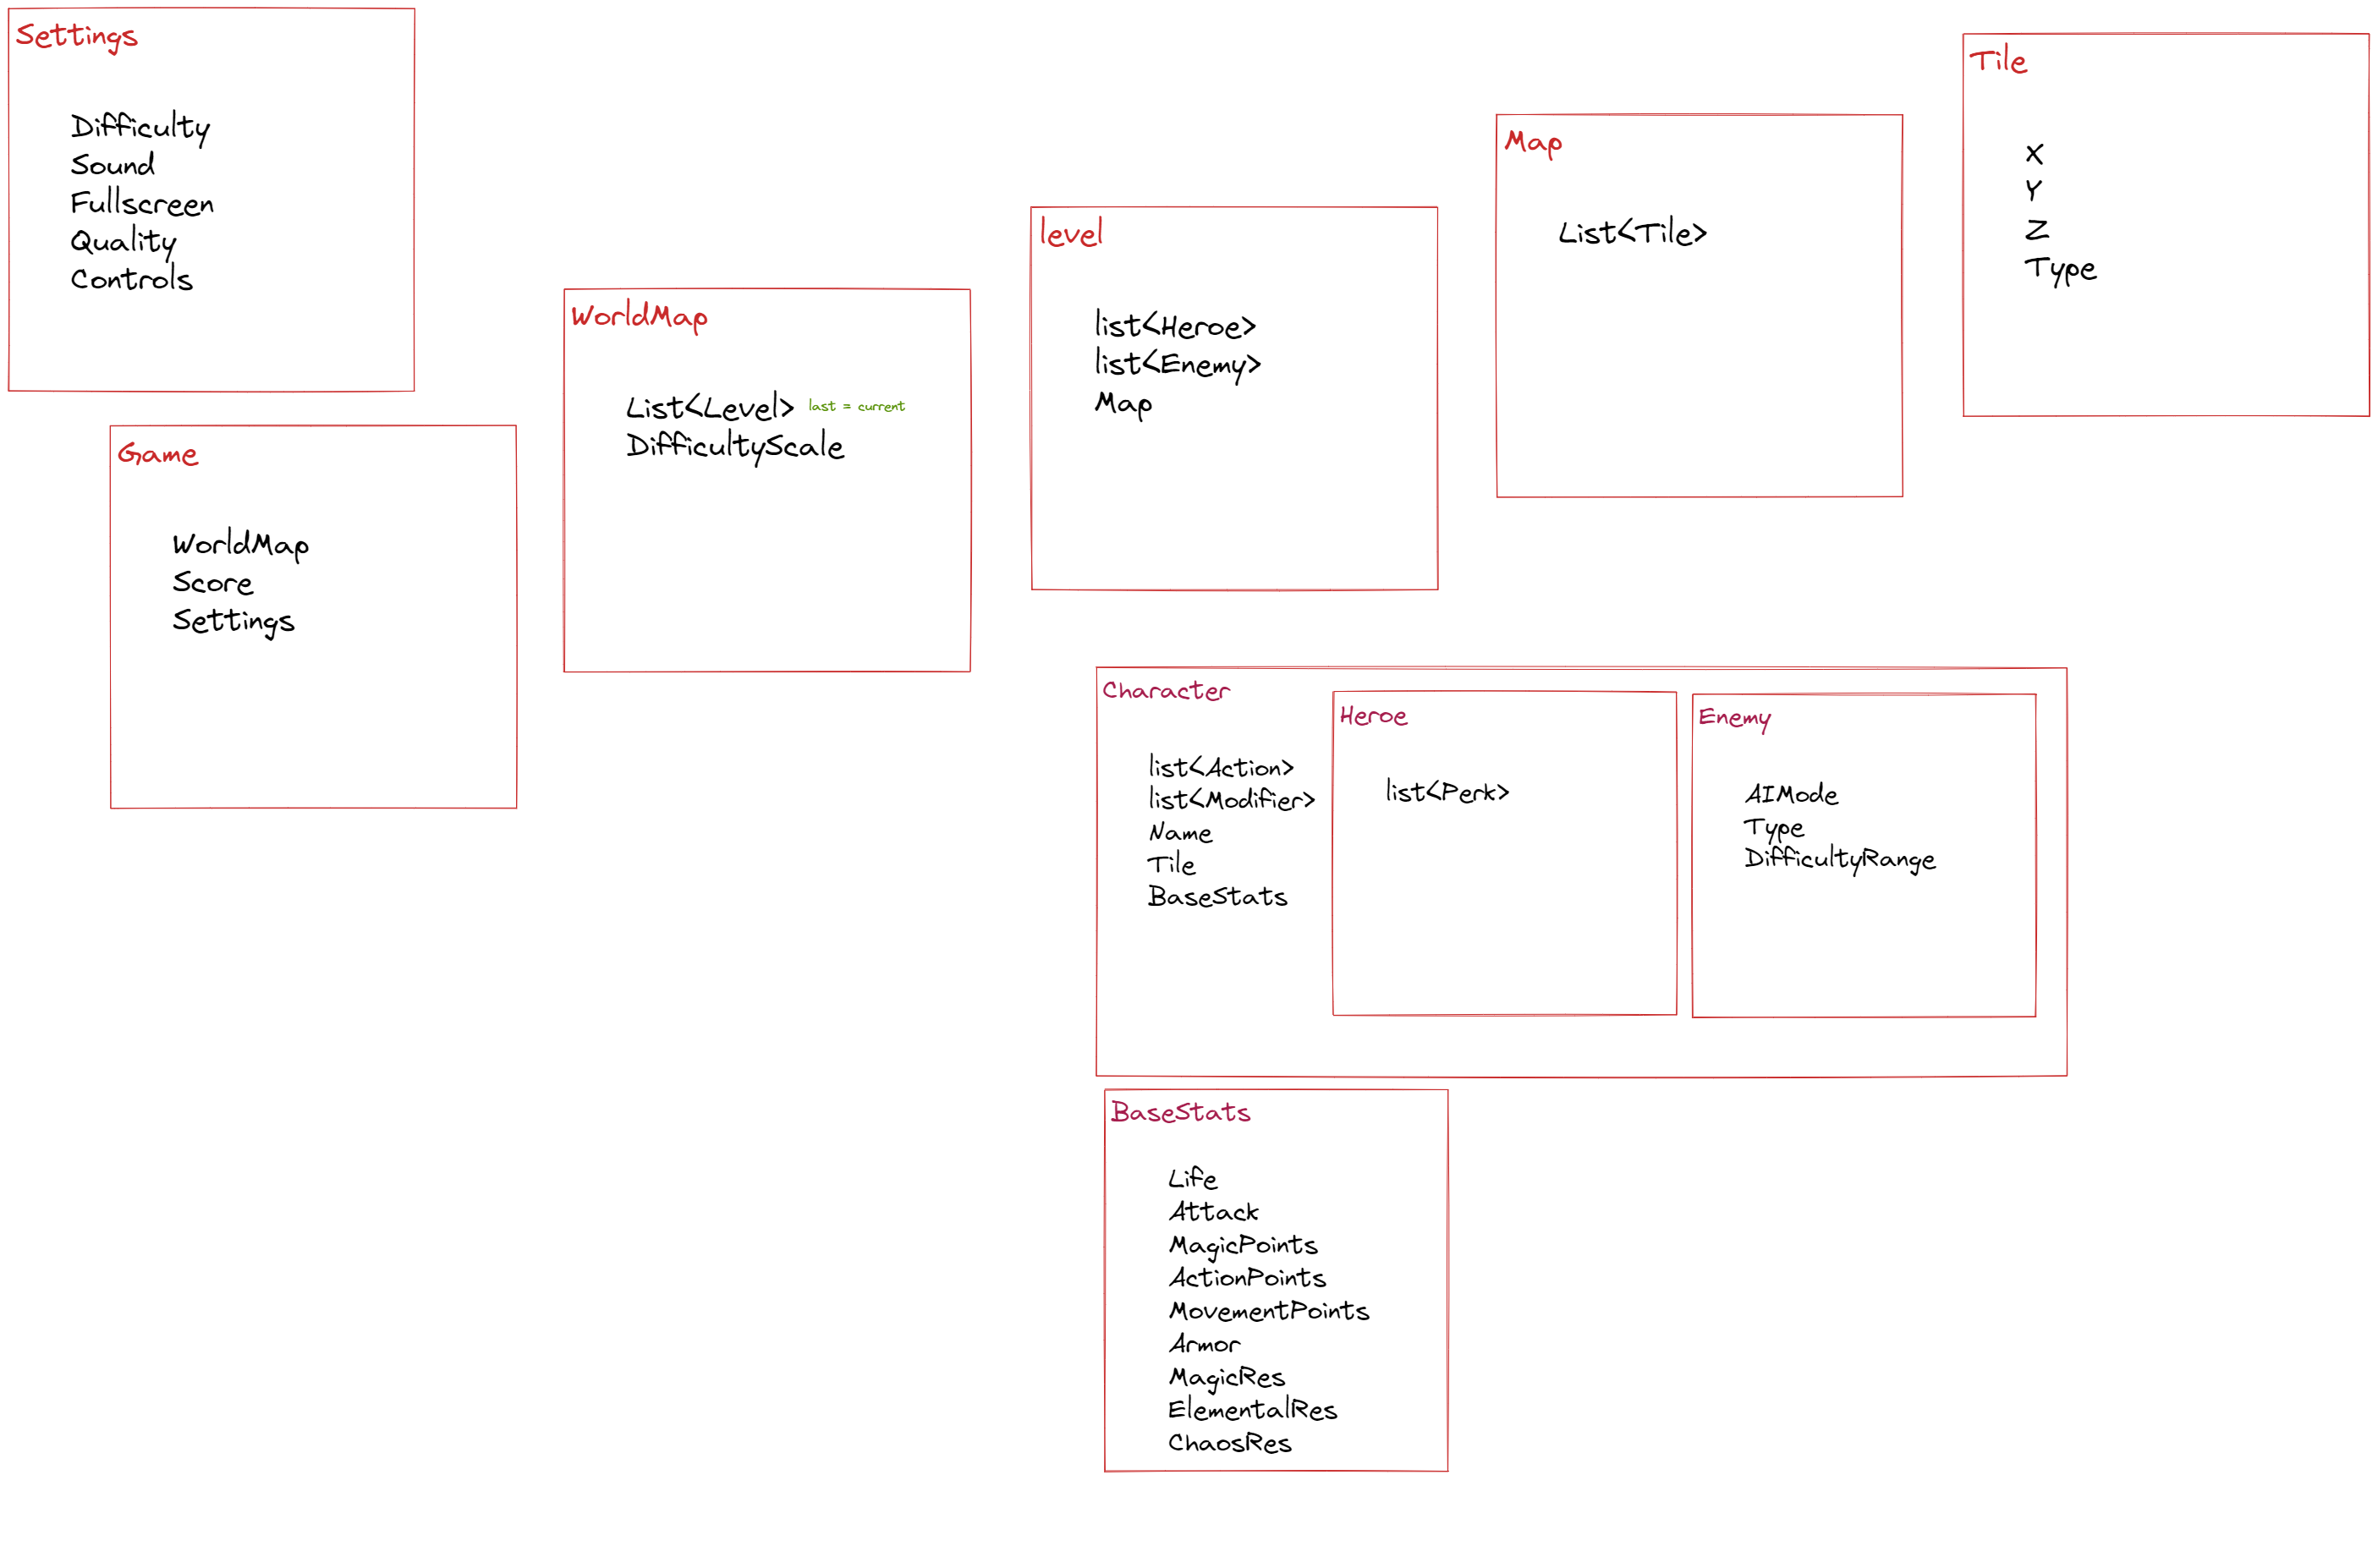 Settings
Difficulty
Sound
Fullscreen
Quality
Controls
Game
WorldMap
Score
Settings
WorldMap
List<Level> last = current
DifficultyScale
level
list<Heroe>
list<Enemy>
Map
Map
List<Tile>
Tile
X
Y
Z
Type
Character
list<Action>
list<Modifier>
Name
Tile
BaseStats
Heroe
list<Perk>
Enemy
AIMode
Type
DifficultyRange
BaseStats
Life
Attack
MagicPoints
ActionPoints
MovementPoints
Armor
MagicRes
ElementalRes
ChaosRes